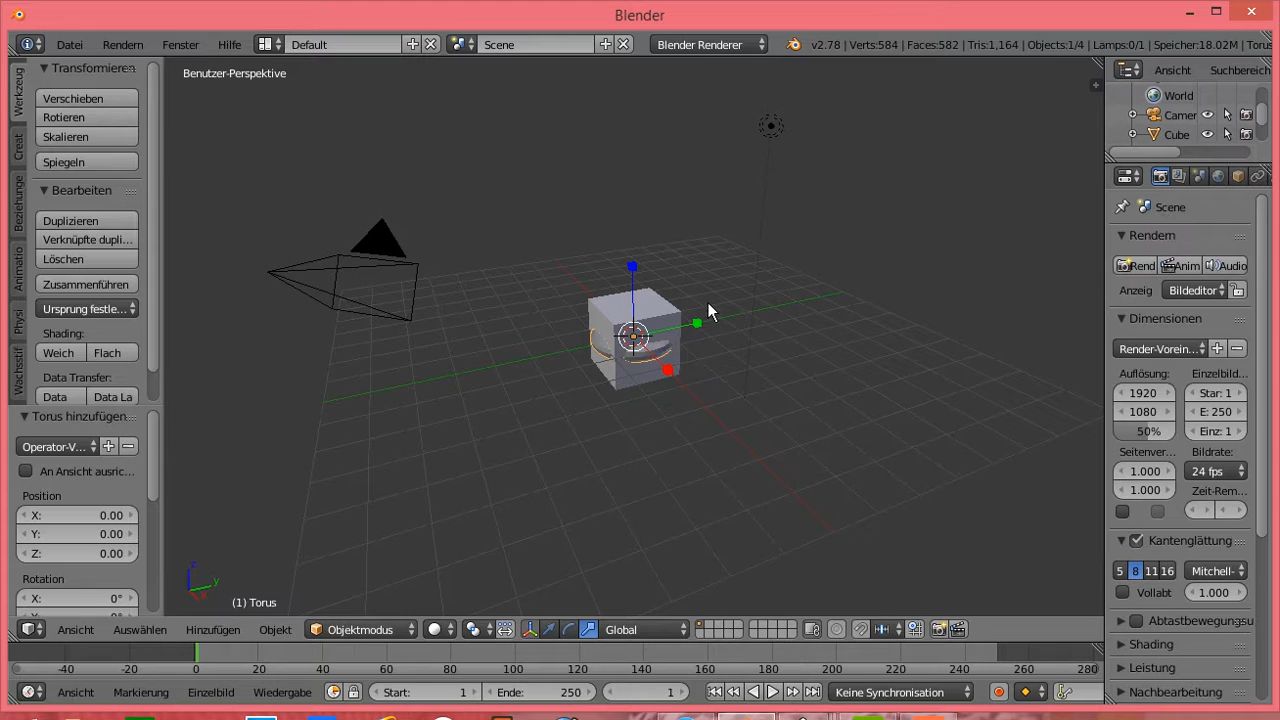 Blender
Datei Rendern Fenster Hilfe Default Scene Blender Renderer v2.78 | Verts:584 | Faces:582 | Tris:1,164 | Objects:1/4 | Lamps:0/1 | Speicher:18.02M | Torus
Werkzeug
Creat
Beziehunge
Animatio
Physi
Wachsstif
Transformieren
Verschieben
Rotieren
Skalieren
Spiegeln
Bearbeiten
Duplizieren
Verknüpfte dupli...
Löschen
Zusammenführen
Ursprung festle...
Shading:
Weich Flach
Data Transfer:
Data Data La
Torus hinzufügen
Operator-V...
An Ansicht ausric...
Position
X: 0.00
Y: 0.00
Z: 0.00
Rotation
X: 0°
Benutzer-Perspektive
z
y
x
(1) Torus
Ansicht Auswählen Hinzufügen Objekt Objektmodus Global
-40 -20 0 20 40 60 80 100 120 140 160 180 200 220 240 260 280
Ansicht Markierung Einzelbild Wiedergabe Start: 1 Ende: 250 1 Keine Synchronisation
Ansicht Suchbereich
World
Camer
Cube
Scene
Rendern
Rend Anim Audio
Anzeig Bildeditor
Dimensionen
Render-Vorein...
Auflösung: Einzelbild...
1920 Star: 1
1080 E: 250
50% Einz: 1
Seitenver... Bildrate:
1.000 24 fps
1.000 Zeit-Rem...
Kantenglättung
5 8 11 16 Mitchell-
Vollabt 1.000
Abtastbewegungsu
Shading
Leistung
Nachbearbeitung